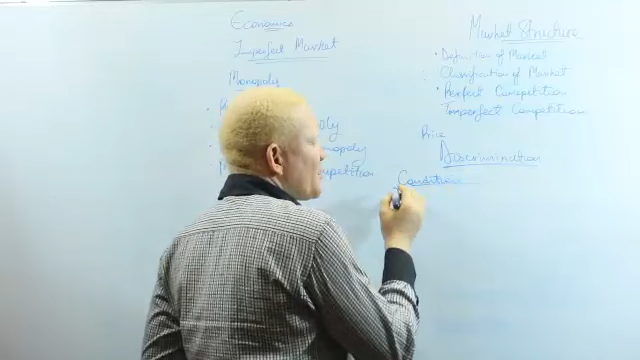 Economics
Imperfect Market
Monopoly
Market Structure
• Definition of Market
Classification of Market
• Perfect Competition
Imperfect Competition
Price
Discrimination
Conditions